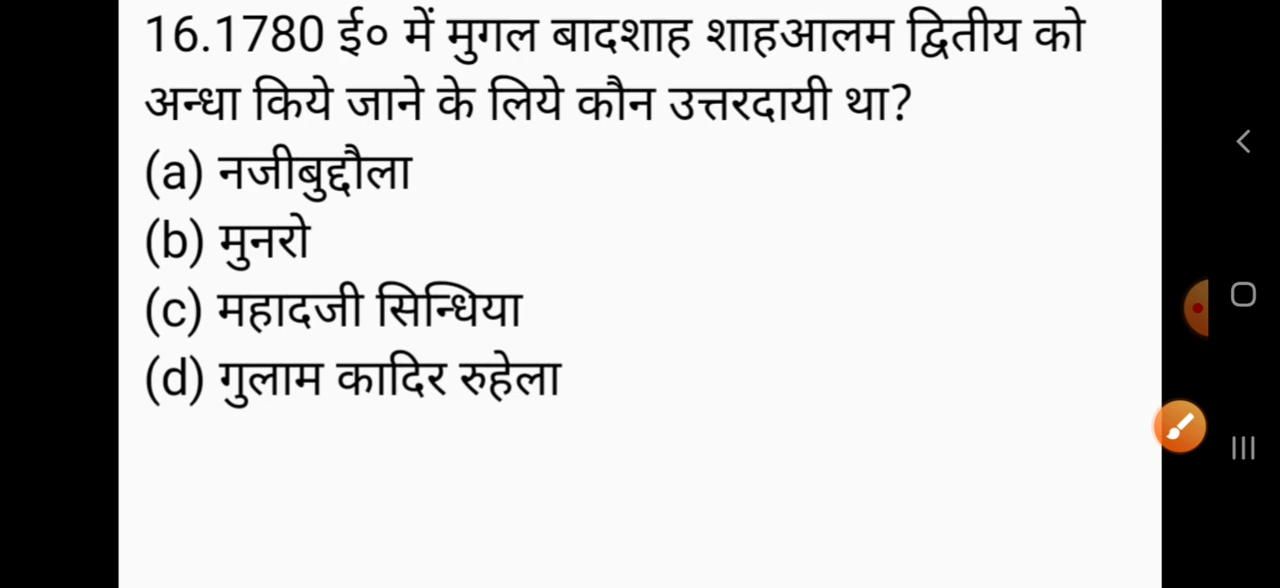 16.1780 ई० में मुगल बादशाह शाहआलम द्वितीय को
अन्धा किये जाने के लिये कौन उत्तरदायी था?
(a) नजीबुद्दौला
(b) मुनरो
(c) महादजी सिन्धिया
(d) गुलाम कादिर रुहेला